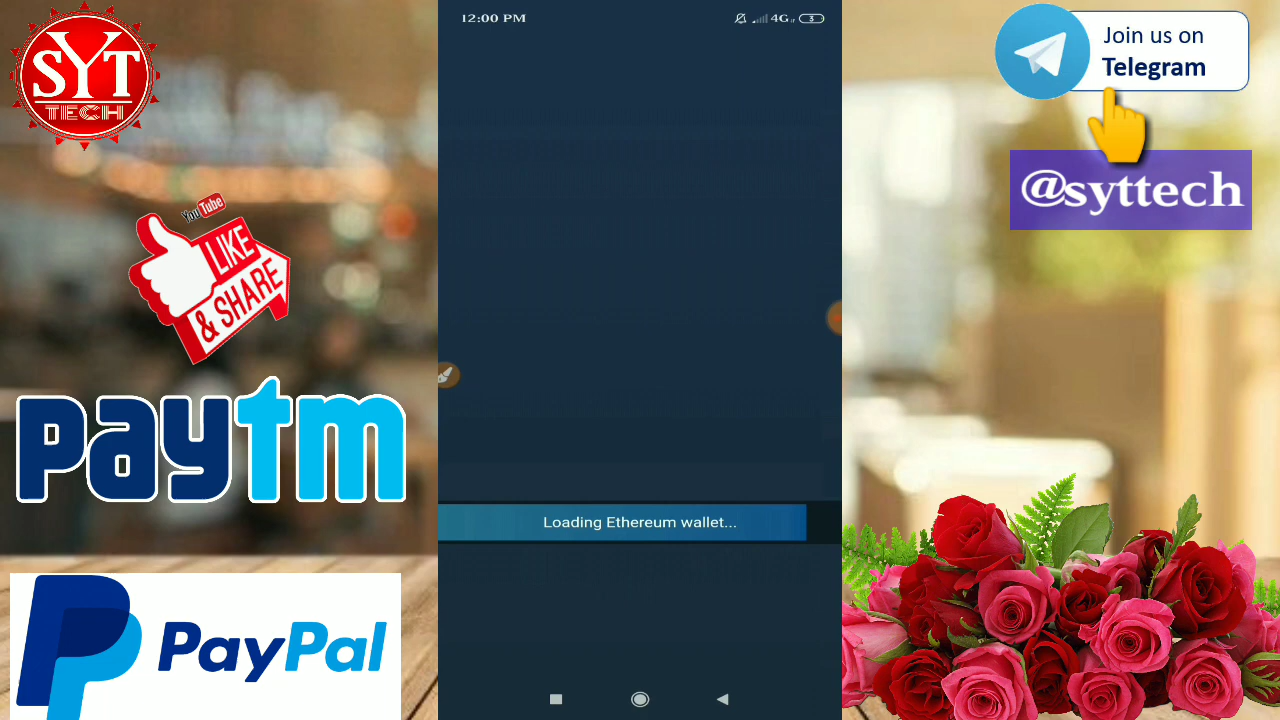 SYT
TECH
YouTube
LIKE
& SHARE
paytm
PayPal
12:00 PM
4G
Loading Ethereum wallet...
Join us on
Telegram
@syttech